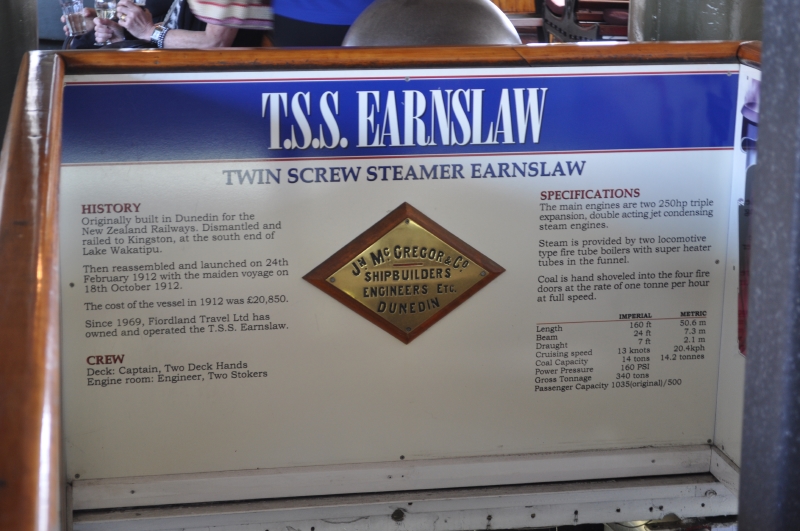 T.S.S. EARNSLAW
TWIN SCREW STEAMER EARNSLAW
HISTORY
Originally built in Dunedin for the
New Zealand Railways. Dismantled and
railed to Kingston, at the south end of
Lake Wakatipu.
Then reassembled and launched on 24th
February 1912 with the maiden voyage on
18th October 1912.
The cost of the vessel in 1912 was £20,850.
Since 1969, Fiordland Travel Ltd has
owned and operated the T.S.S. Earnslaw.
CREW
Deck: Captain, Two Deck Hands
Engine room: Engineer, Two Stokers
JN MCGREGOR & CO
SHIPBUILDERS
ENGINEERS ETC.
DUNEDIN
SPECIFICATIONS
The main engines are two 250hp triple
expansion, double acting jet condensing
steam engines.
Steam is provided by two locomotive
type fire tube boilers with super heater
tubes in the funnel.
Coal is hand shoveled into the four fire
doors at the rate of one tonne per hour
at full speed.
IMPERIAL METRIC
Length 160 ft 50.6 m
Beam 24 ft 7.3 m
Draught 7 ft 2.1 m
Cruising speed 13 knots 20.4kph
Coal Capacity 14 tons 14.2 tonnes
Power Pressure 160 PSI
Gross Tonnage 340 tons
Passenger Capacity 1035(original)/500